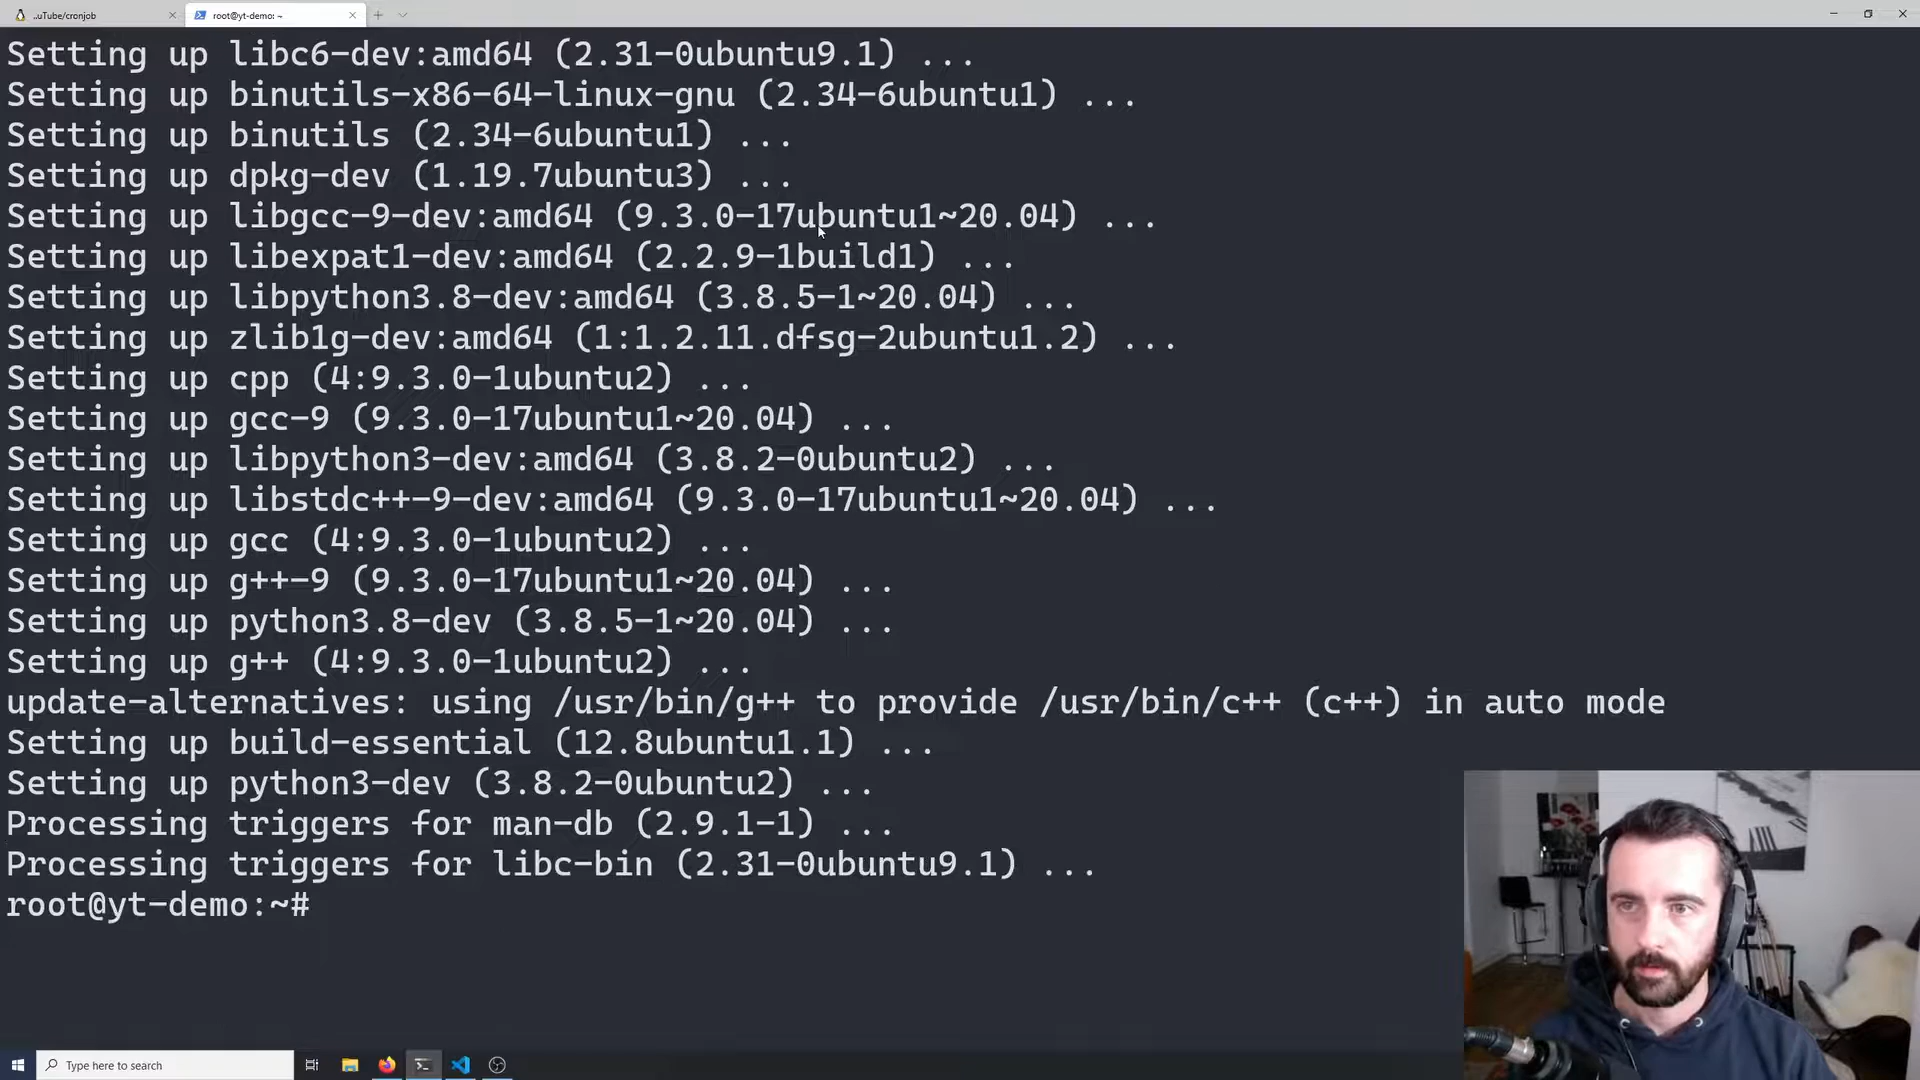 ..uTube/cronjob
root@yt-demo: ~
Setting up libc6-dev:amd64 (2.31-0ubuntu9.1) ...
Setting up binutils-x86-64-linux-gnu (2.34-6ubuntu1) ...
Setting up binutils (2.34-6ubuntu1) ...
Setting up dpkg-dev (1.19.7ubuntu3) ...
Setting up libgcc-9-dev:amd64 (9.3.0-17ubuntu1~20.04) ...
Setting up libexpat1-dev:amd64 (2.2.9-1build1) ...
Setting up libpython3.8-dev:amd64 (3.8.5-1~20.04) ...
Setting up zlib1g-dev:amd64 (1:1.2.11.dfsg-2ubuntu1.2) ...
Setting up cpp (4:9.3.0-1ubuntu2) ...
Setting up gcc-9 (9.3.0-17ubuntu1~20.04) ...
Setting up libpython3-dev:amd64 (3.8.2-0ubuntu2) ...
Setting up libstdc++-9-dev:amd64 (9.3.0-17ubuntu1~20.04) ...
Setting up gcc (4:9.3.0-1ubuntu2) ...
Setting up g++-9 (9.3.0-17ubuntu1~20.04) ...
Setting up python3.8-dev (3.8.5-1~20.04) ...
Setting up g++ (4:9.3.0-1ubuntu2) ...
update-alternatives: using /usr/bin/g++ to provide /usr/bin/c++ (c++) in auto mode
Setting up build-essential (12.8ubuntu1.1) ...
Setting up python3-dev (3.8.2-0ubuntu2) ...
Processing triggers for man-db (2.9.1-1) ...
Processing triggers for libc-bin (2.31-0ubuntu9.1) ...
root@yt-demo:~#
Type here to search